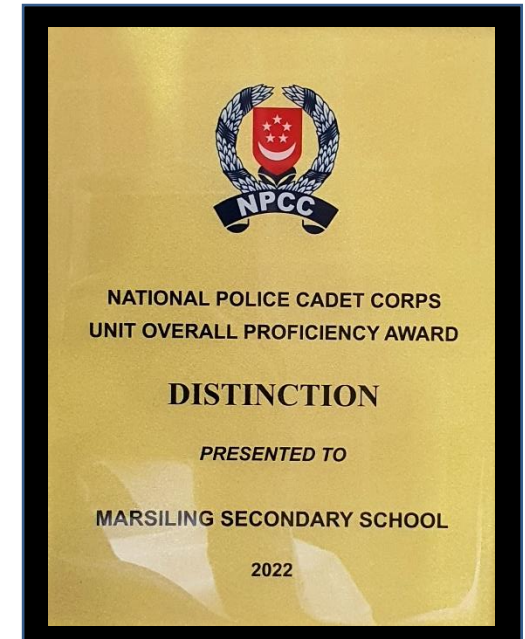 NPCC
NATIONAL POLICE CADET CORPS
UNIT OVERALL PROFICIENCY AWARD
DISTINCTION
PRESENTED TO
MARSILING SECONDARY SCHOOL
2022